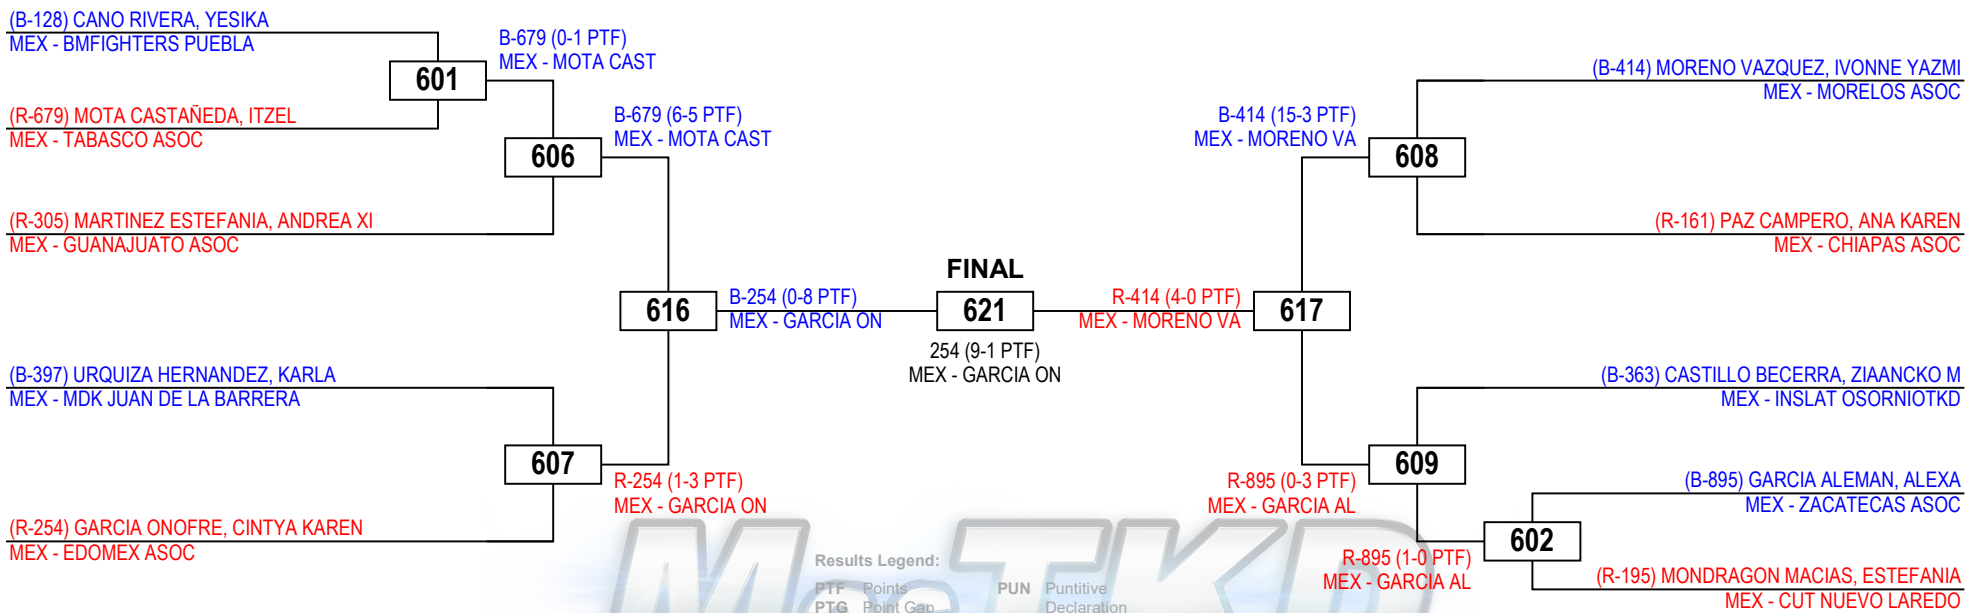 (B-128) CANO RIVERA, YESIKA
MEX - BMFIGHTERS PUEBLA
B-679 (0-1 PTF)
MEX - MOTA CAST
601
(R-679) MOTA CASTAÑEDA, ITZEL
MEX - TABASCO ASOC
B-679 (6-5 PTF)
MEX - MOTA CAST
606
(R-305) MARTINEZ ESTEFANIA, ANDREA XI
MEX - GUANAJUATO ASOC
616
B-254 (0-8 PTF)
MEX - GARCIA ON
(B-397) URQUIZA HERNANDEZ, KARLA
MEX - MDK JUAN DE LA BARRERA
607
R-254 (1-3 PTF)
MEX - GARCIA ON
(R-254) GARCIA ONOFRE, CINTYA KAREN
MEX - EDOMEX ASOC
FINAL
621
254 (9-1 PTF)
MEX - GARCIA ON
(B-414) MORENO VAZQUEZ, IVONNE YAZMI
MEX - MORELOS ASOC
B-414 (15-3 PTF)
MEX - MORENO VA
608
(R-161) PAZ CAMPERO, ANA KAREN
MEX - CHIAPAS ASOC
R-414 (4-0 PTF)
MEX - MORENO VA
617
(B-363) CASTILLO BECERRA, ZIAANCKO M
MEX - INSLAT OSORNIOTKD
609
R-895 (0-3 PTF)
MEX - GARCIA AL
(B-895) GARCIA ALEMAN, ALEXA
MEX - ZACATECAS ASOC
602
R-895 (1-0 PTF)
MEX - GARCIA AL
(R-195) MONDRAGON MACIAS, ESTEFANIA
MEX - CUT NUEVO LAREDO
MasTKD
Results Legend:
PTF Points
PUN Puntitive
PTG Point Gap
Declaration